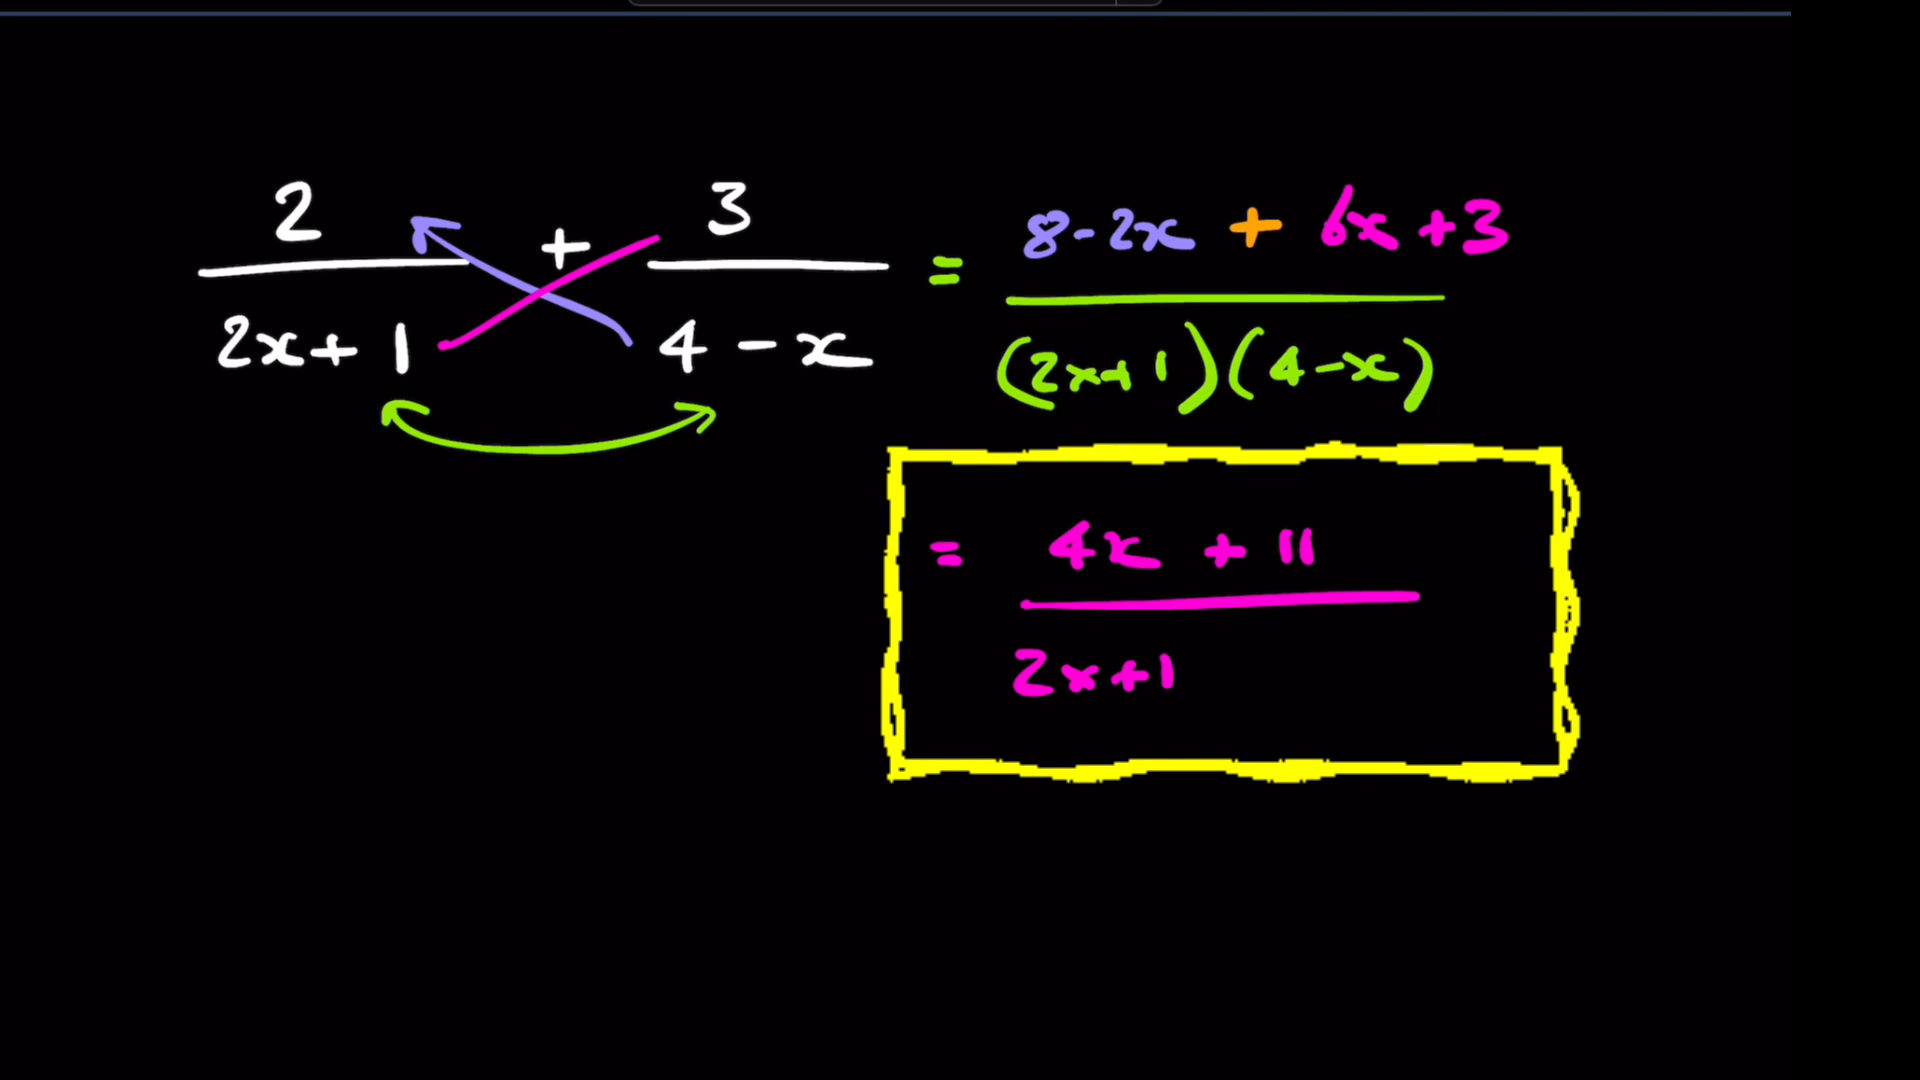 2/(2x+1) + 3/(4-x) = (8-2x + 6x+3)/((2x+1)(4-x))
= (4x + 11)/(2x+1)